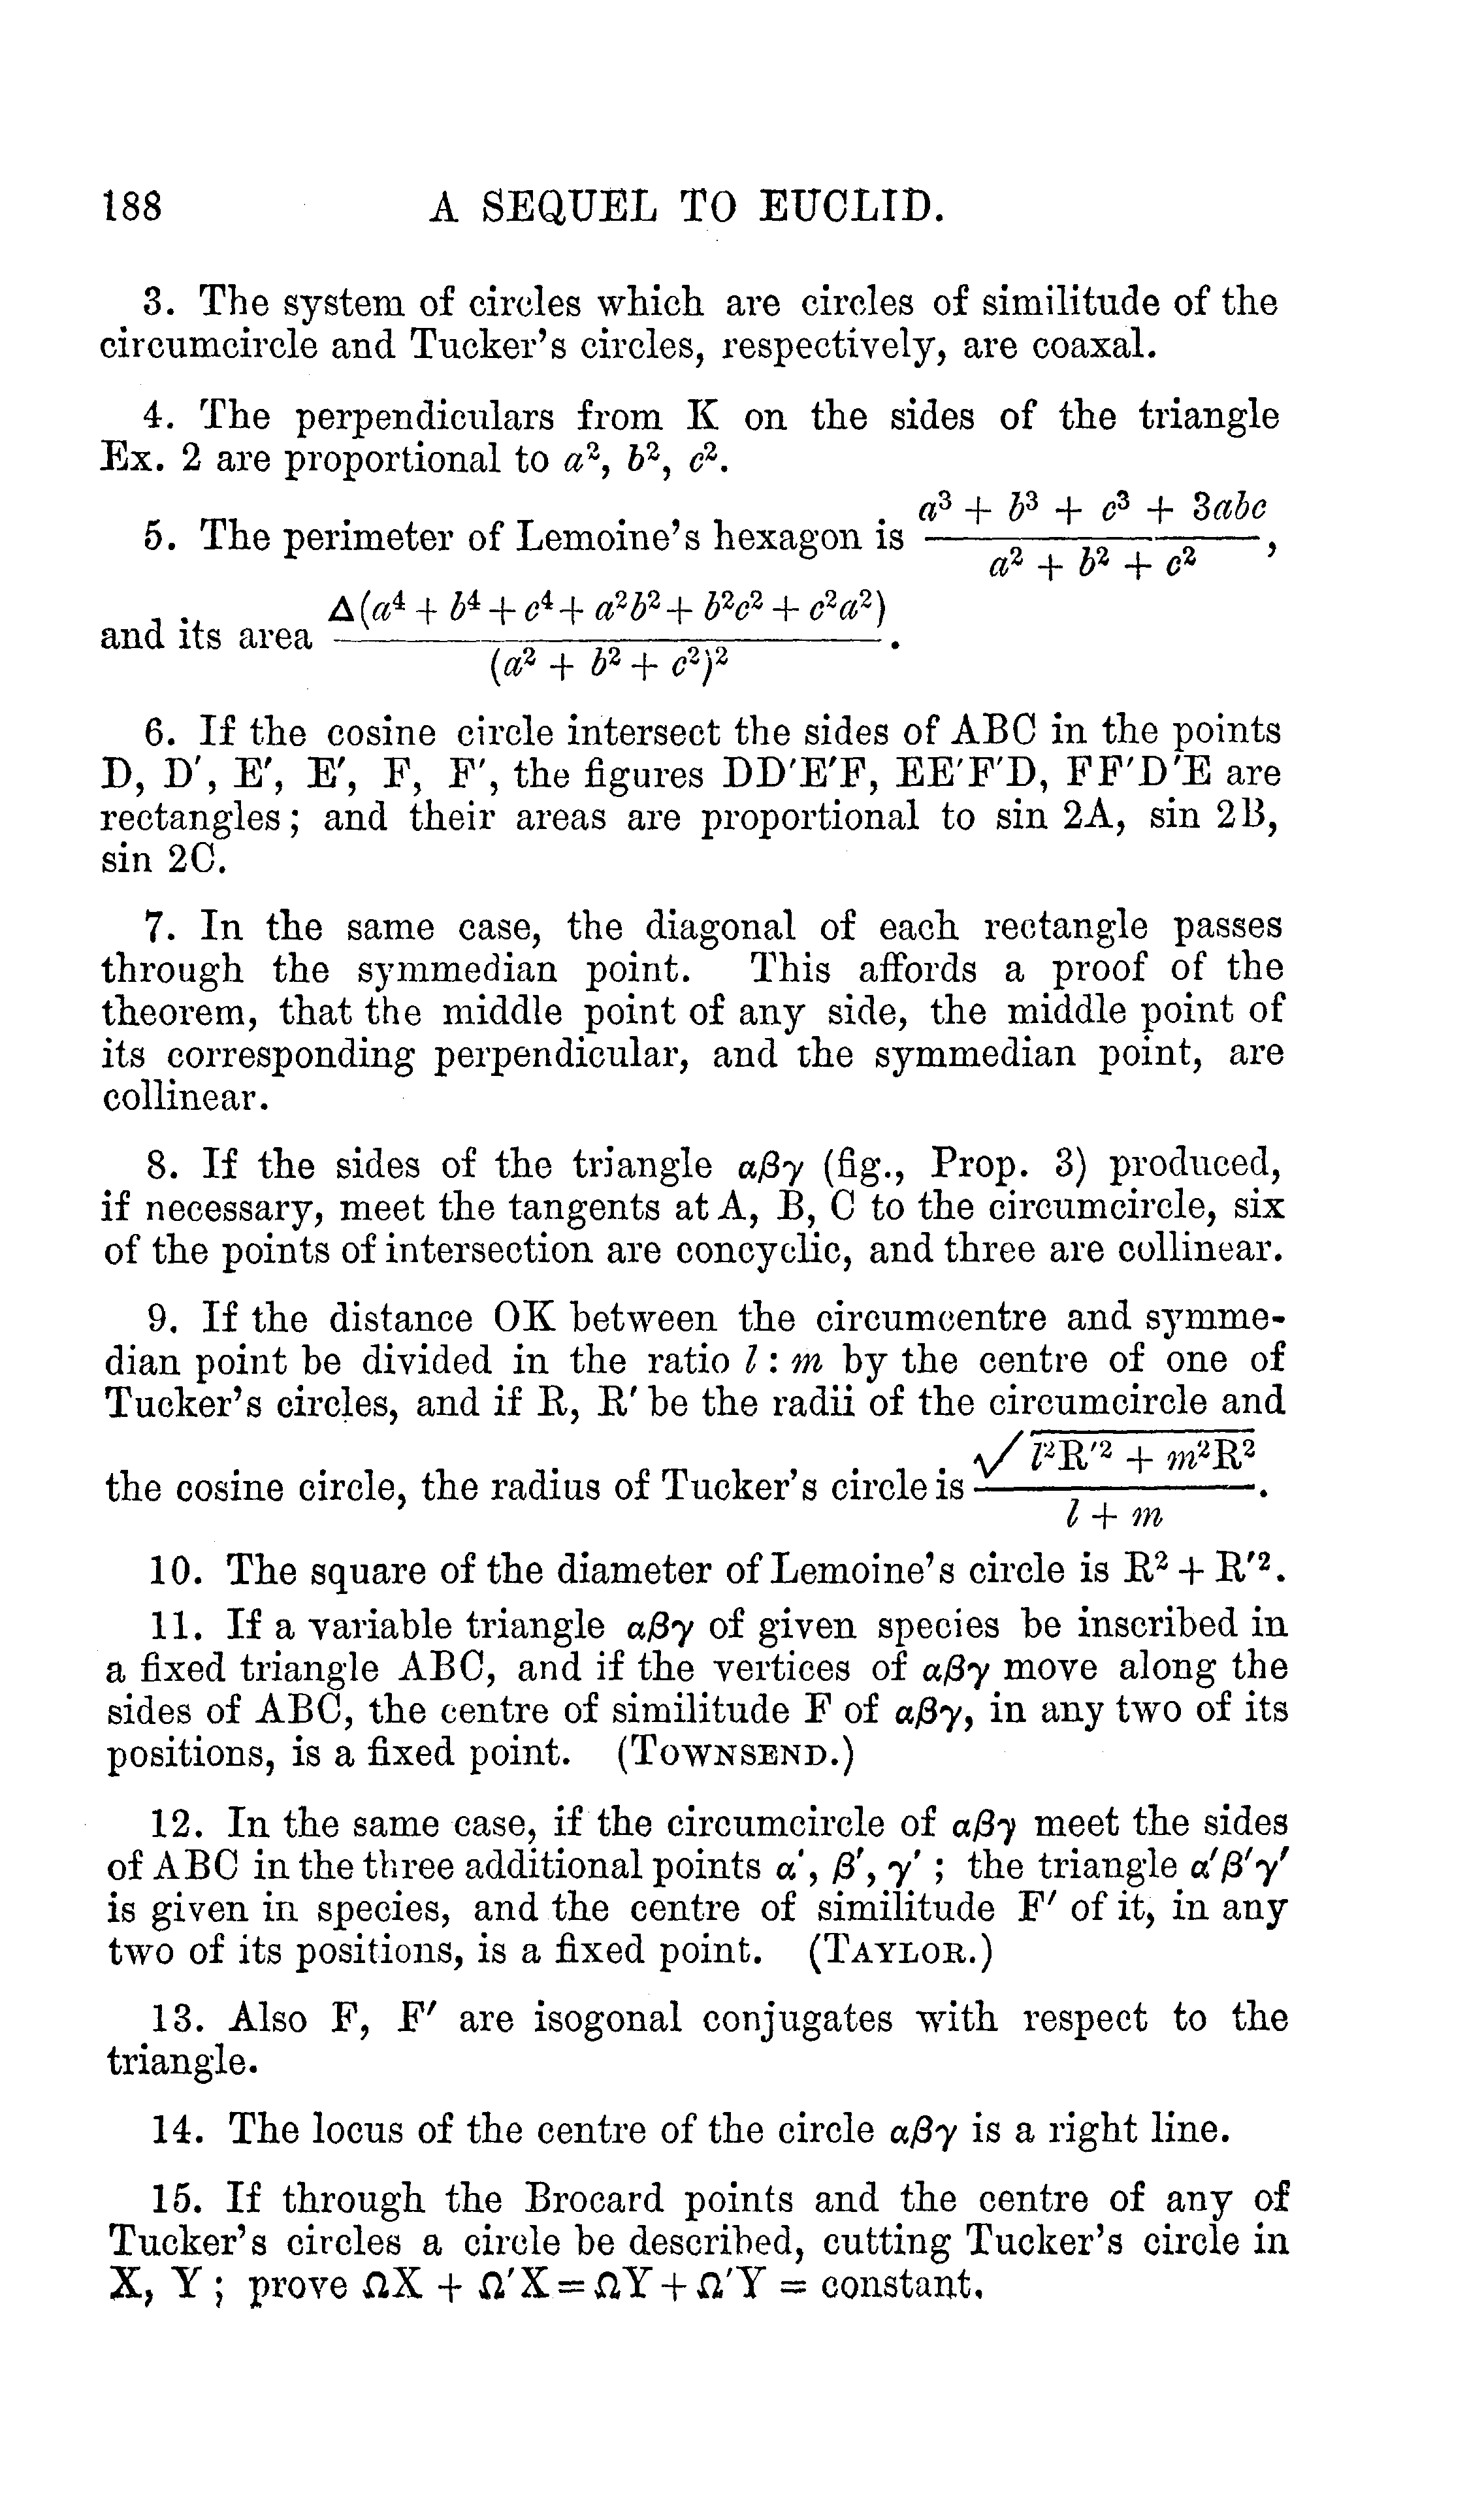 188 A SEQUEL TO EUCLID.
3. The system of circles which are circles of similitude of the
circumcircle and Tucker's circles, respectively, are coaxal.
4. The perpendiculars from K on the sides of the triangle
Ex. 2 are proportional to a², b², c².
5. The perimeter of Lemoine's hexagon is (a³ + b³ + c³ + 3abc)/(a² + b² + c²),
and its area Δ(a⁴ + b⁴ + c⁴ + a²b² + b²c² + c²a²)/(a² + b² + c²)².
6. If the cosine circle intersect the sides of ABC in the points
D, D′, E′, E′, F, F′, the figures DD′E′F, EE′F′D, FF′D′E are
rectangles; and their areas are proportional to sin 2A, sin 2B,
sin 2C.
7. In the same case, the diagonal of each rectangle passes
through the symmedian point. This affords a proof of the
theorem, that the middle point of any side, the middle point of
its corresponding perpendicular, and the symmedian point, are
collinear.
8. If the sides of the triangle αβγ (fig., Prop. 3) produced,
if necessary, meet the tangents at A, B, C to the circumcircle, six
of the points of intersection are concyclic, and three are collinear.
9. If the distance OK between the circumcentre and symme-
dian point be divided in the ratio l : m by the centre of one of
Tucker's circles, and if R, R′ be the radii of the circumcircle and
the cosine circle, the radius of Tucker's circle is √(l²R′² + m²R²)/(l + m).
10. The square of the diameter of Lemoine's circle is R² + R′².
11. If a variable triangle αβγ of given species be inscribed in
a fixed triangle ABC, and if the vertices of αβγ move along the
sides of ABC, the centre of similitude F of αβγ, in any two of its
positions, is a fixed point. (TOWNSEND.)
12. In the same case, if the circumcircle of αβγ meet the sides
of ABC in the three additional points α′, β′, γ′ ; the triangle α′β′γ′
is given in species, and the centre of similitude F′ of it, in any
two of its positions, is a fixed point. (TAYLOR.)
13. Also F, F′ are isogonal conjugates with respect to the
triangle.
14. The locus of the centre of the circle αβγ is a right line.
15. If through the Brocard points and the centre of any of
Tucker's circles a circle be described, cutting Tucker's circle in
X, Y ; prove ΩX + Ω′X = ΩY + Ω′Y = constant.